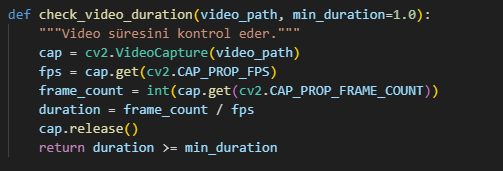 def check_video_duration(video_path, min_duration=1.0):
    """Video süresini kontrol eder."""
    cap = cv2.VideoCapture(video_path)
    fps = cap.get(cv2.CAP_PROP_FPS)
    frame_count = int(cap.get(cv2.CAP_PROP_FRAME_COUNT))
    duration = frame_count / fps
    cap.release()
    return duration >= min_duration